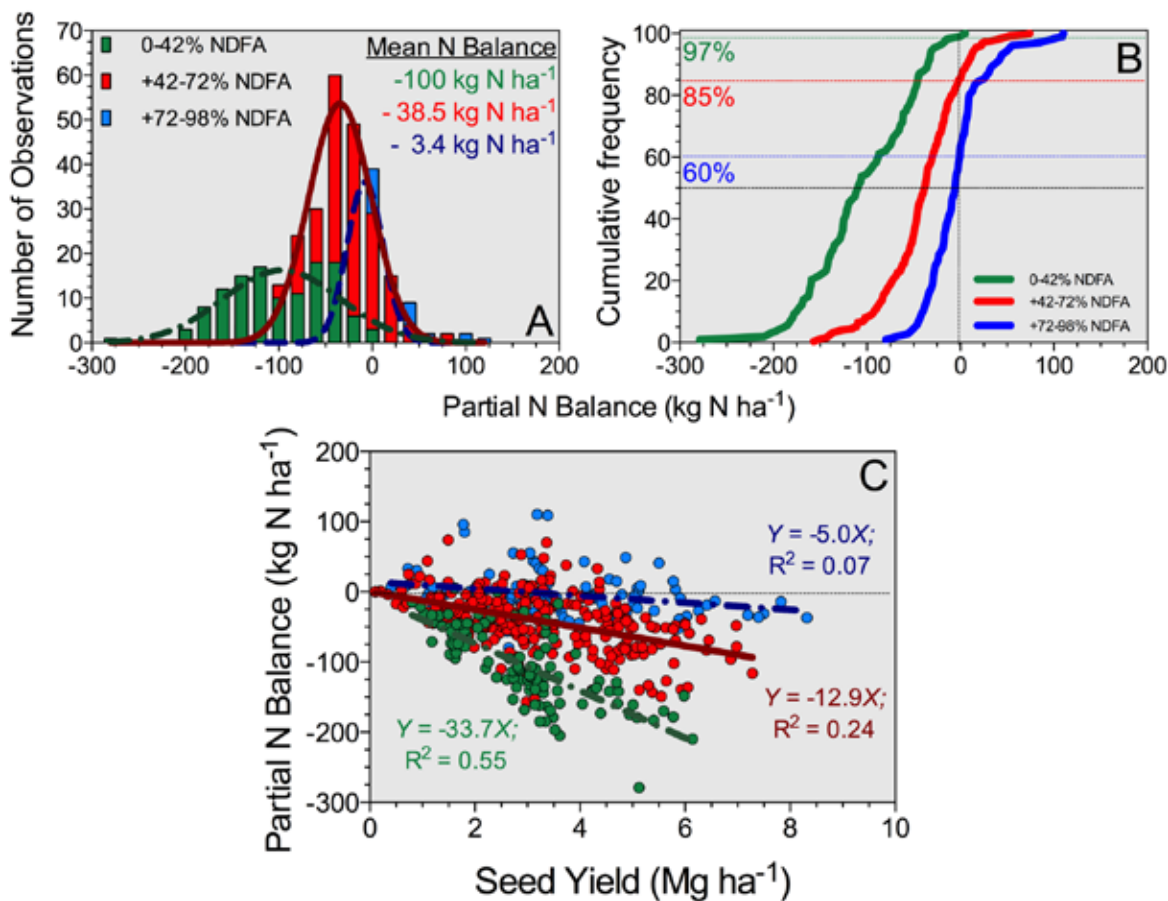 Number of Observations
70
60
50
40
30
20
10
0
0-42% NDFA
+42-72% NDFA
+72-98% NDFA
Mean N Balance
-100 kg N ha-1
- 38.5 kg N ha-1
- 3.4 kg N ha-1
A
-300
-200
-100
0
100
200
Cumulative frequency
100
80
60
40
20
0
97%
85%
60%
B
0-42% NDFA
+42-72% NDFA
+72-98% NDFA
-300
-200
-100
0
100
200
Partial N Balance (kg N ha-1)
Partial N Balance (kg N ha-1)
200
100
0
-100
-200
-300
C
Y = -5.0X;
R2 = 0.07
Y = -12.9X;
R2 = 0.24
Y = -33.7X;
R2 = 0.55
0
2
4
6
8
10
Seed Yield (Mg ha-1)